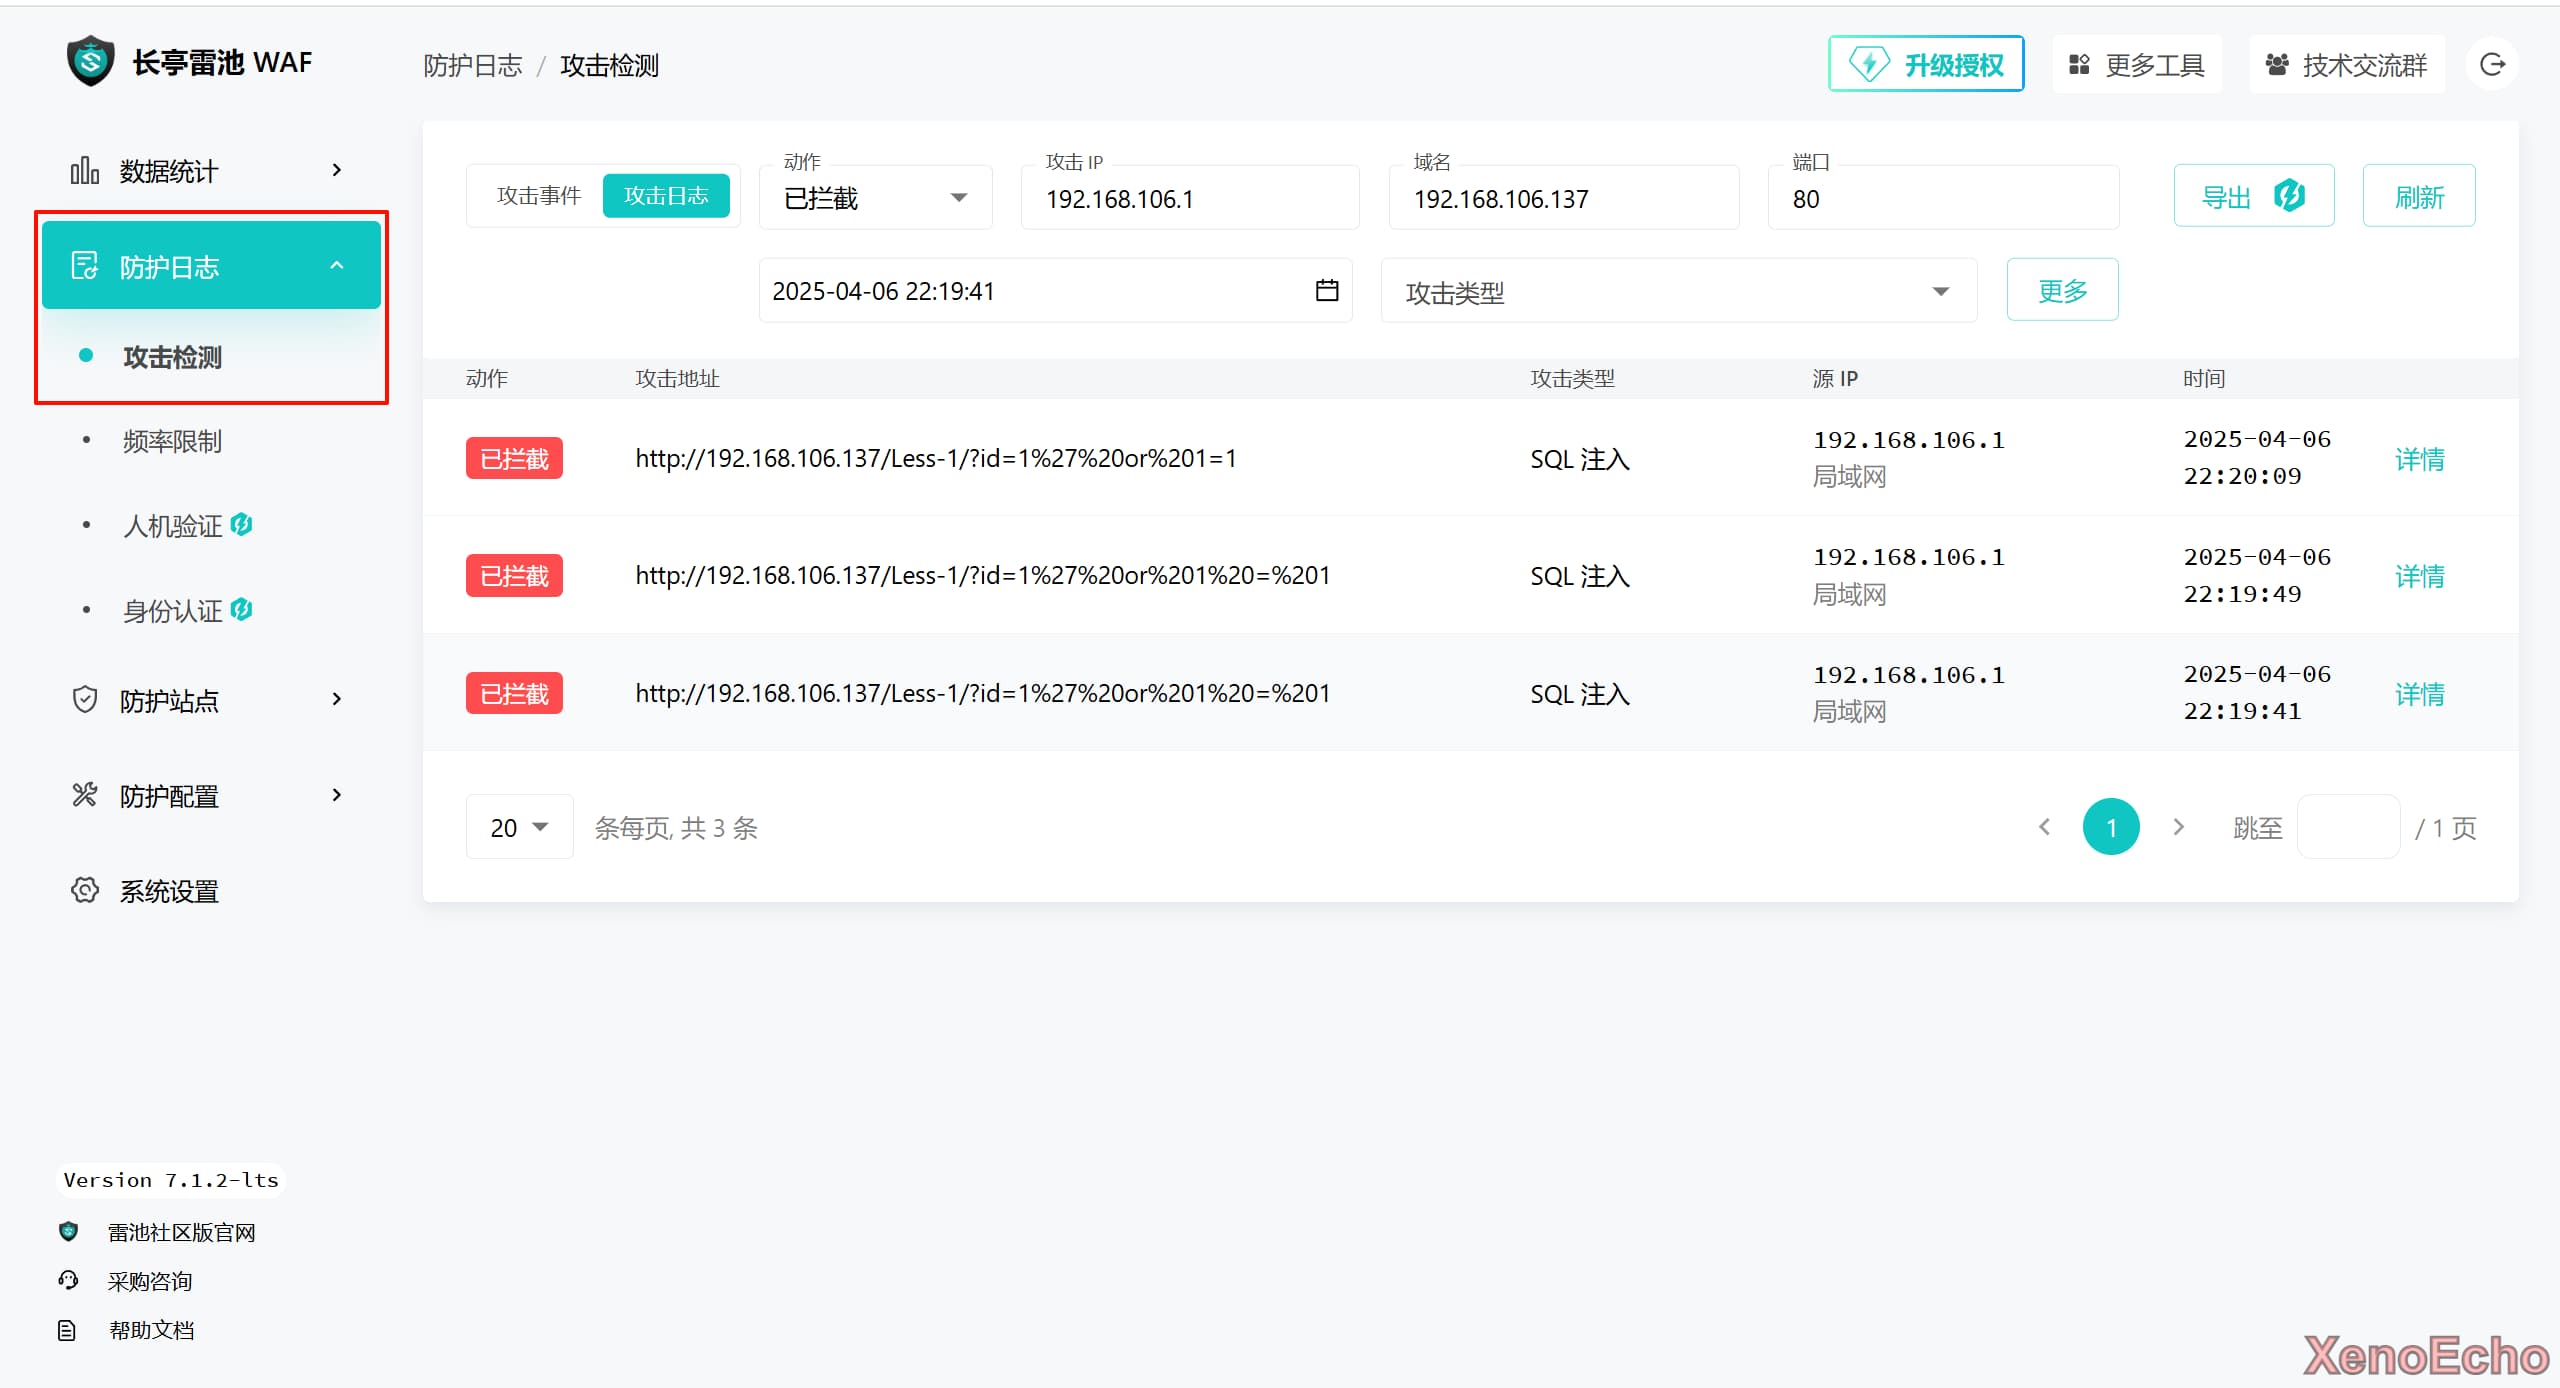 长亭雷池 WAF
防护日志 / 攻击检测
升级授权
更多工具
技术交流群
数据统计
防护日志
攻击检测
频率限制
人机验证
身份认证
防护站点
防护配置
系统设置
Version 7.1.2-lts
雷池社区版官网
采购咨询
帮助文档
攻击事件 攻击日志
动作
已拦截
攻击 IP
192.168.106.1
域名
192.168.106.137
端口
80
导出
刷新
2025-04-06 22:19:41
攻击类型
更多
动作 攻击地址 攻击类型 源 IP 时间
已拦截 http://192.168.106.137/Less-1/?id=1%27%20or%201=1 SQL 注入 192.168.106.1 2025-04-06 详情
局域网 22:20:09
已拦截 http://192.168.106.137/Less-1/?id=1%27%20or%201%20=%201 SQL 注入 192.168.106.1 2025-04-06 详情
局域网 22:19:49
已拦截 http://192.168.106.137/Less-1/?id=1%27%20or%201%20=%201 SQL 注入 192.168.106.1 2025-04-06 详情
局域网 22:19:41
20 条每页, 共 3 条
1 跳至 / 1 页
XenoEcho